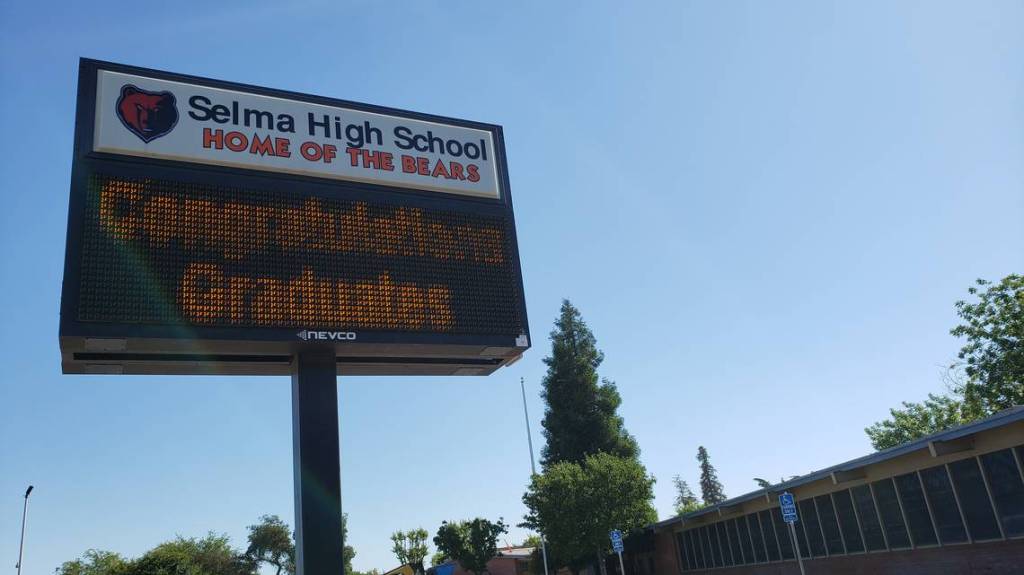 Selma High School
HOME OF THE BEARS
Congratulations
Graduates
NEVCO